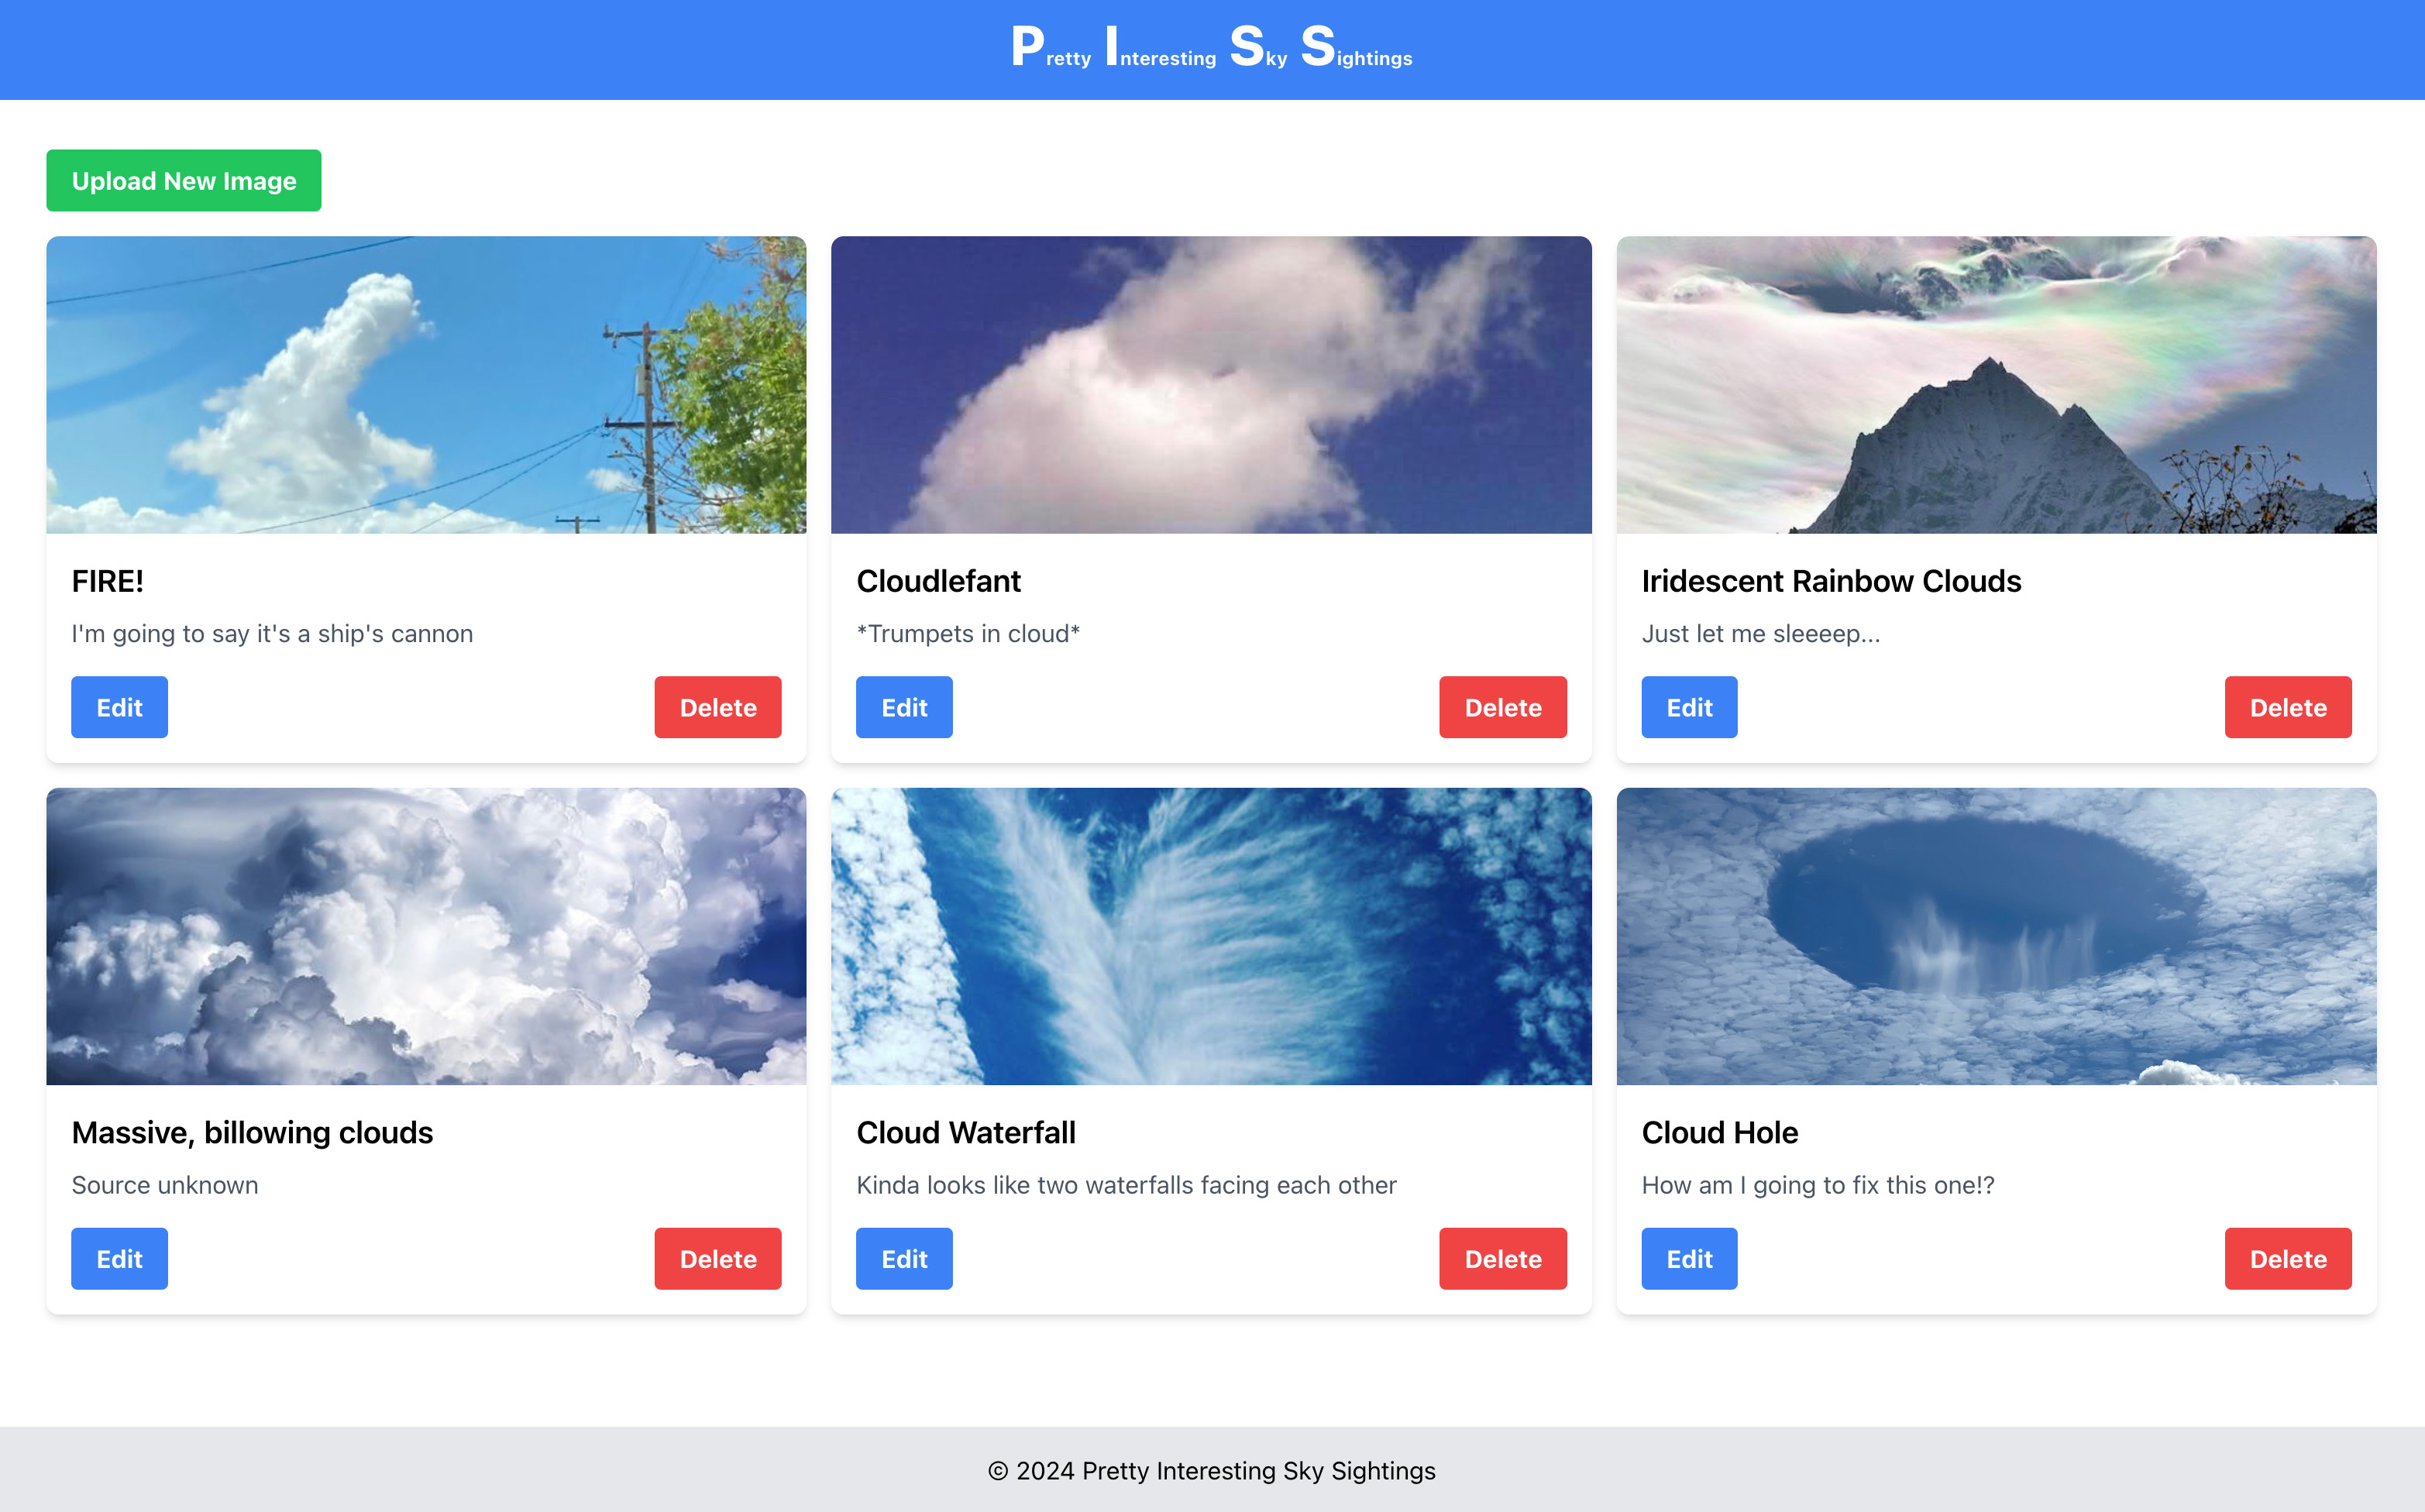 Pretty Interesting Sky Sightings
Upload New Image
FIRE!
I'm going to say it's a ship's cannon
Edit
Delete
Cloudlefant
*Trumpets in cloud*
Edit
Delete
Iridescent Rainbow Clouds
Just let me sleeeep...
Edit
Delete
Massive, billowing clouds
Source unknown
Edit
Delete
Cloud Waterfall
Kinda looks like two waterfalls facing each other
Edit
Delete
Cloud Hole
How am I going to fix this one!?
Edit
Delete
© 2024 Pretty Interesting Sky Sightings